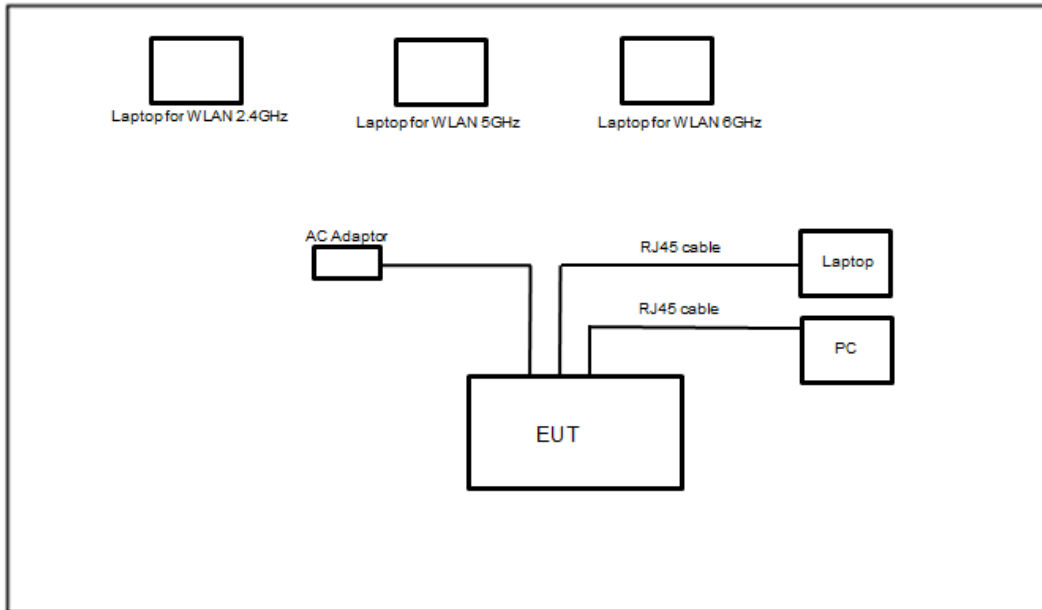 Laptop for WLAN 2.4GHz
Laptop for WLAN 5GHz
Laptop for WLAN 6GHz
AC Adaptor
RJ45 cable
Laptop
RJ45 cable
PC
EUT